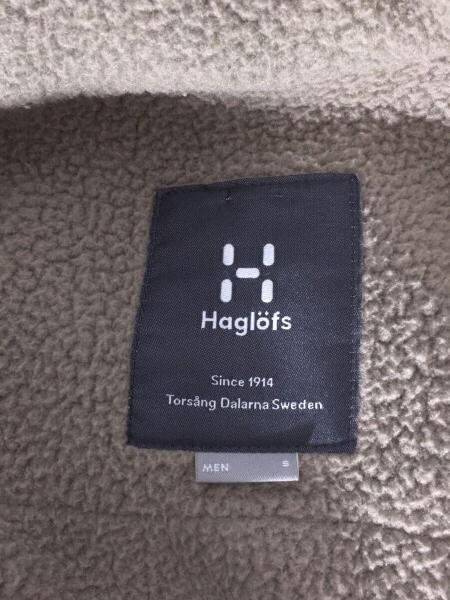 Haglöfs
Since 1914
Torsång Dalarna Sweden
MEN S